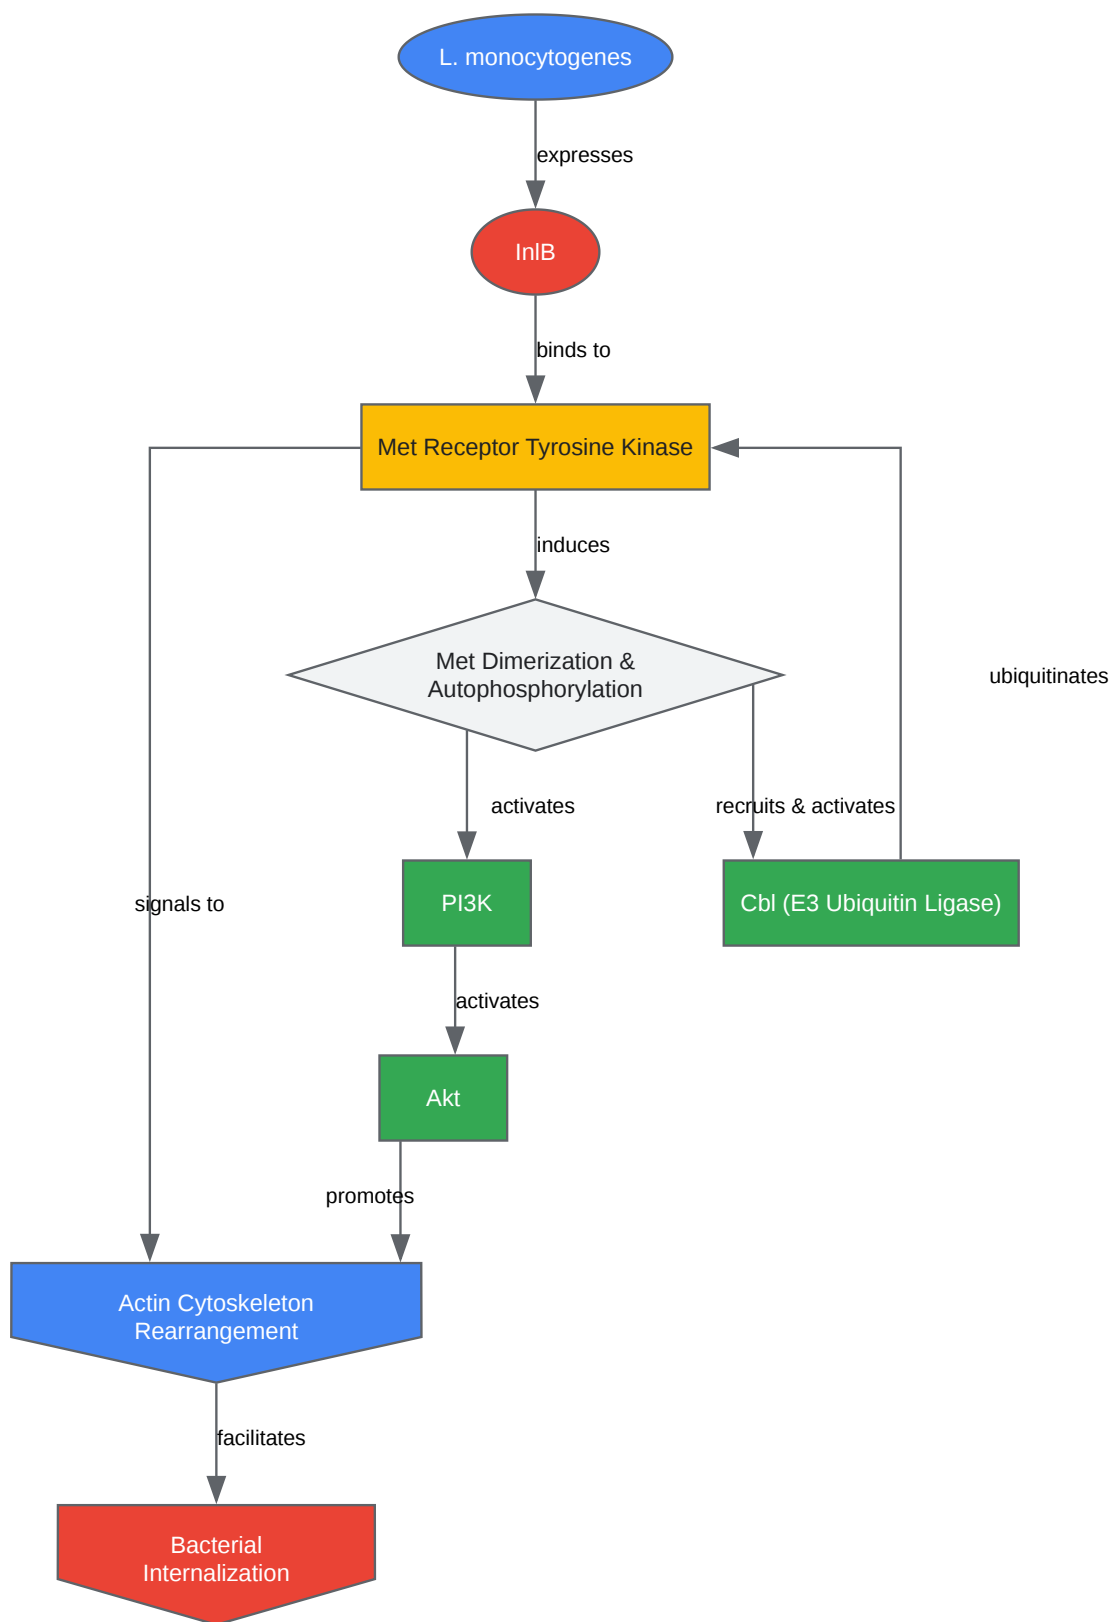 L. monocytogenes
expresses
InlB
binds to
Met Receptor Tyrosine Kinase
induces
Met Dimerization &
Autophosphorylation
ubiquitinates
activates
recruits & activates
signals to
PI3K
Cbl (E3 Ubiquitin Ligase)
activates
Akt
promotes
Actin Cytoskeleton
Rearrangement
facilitates
Bacterial
Internalization